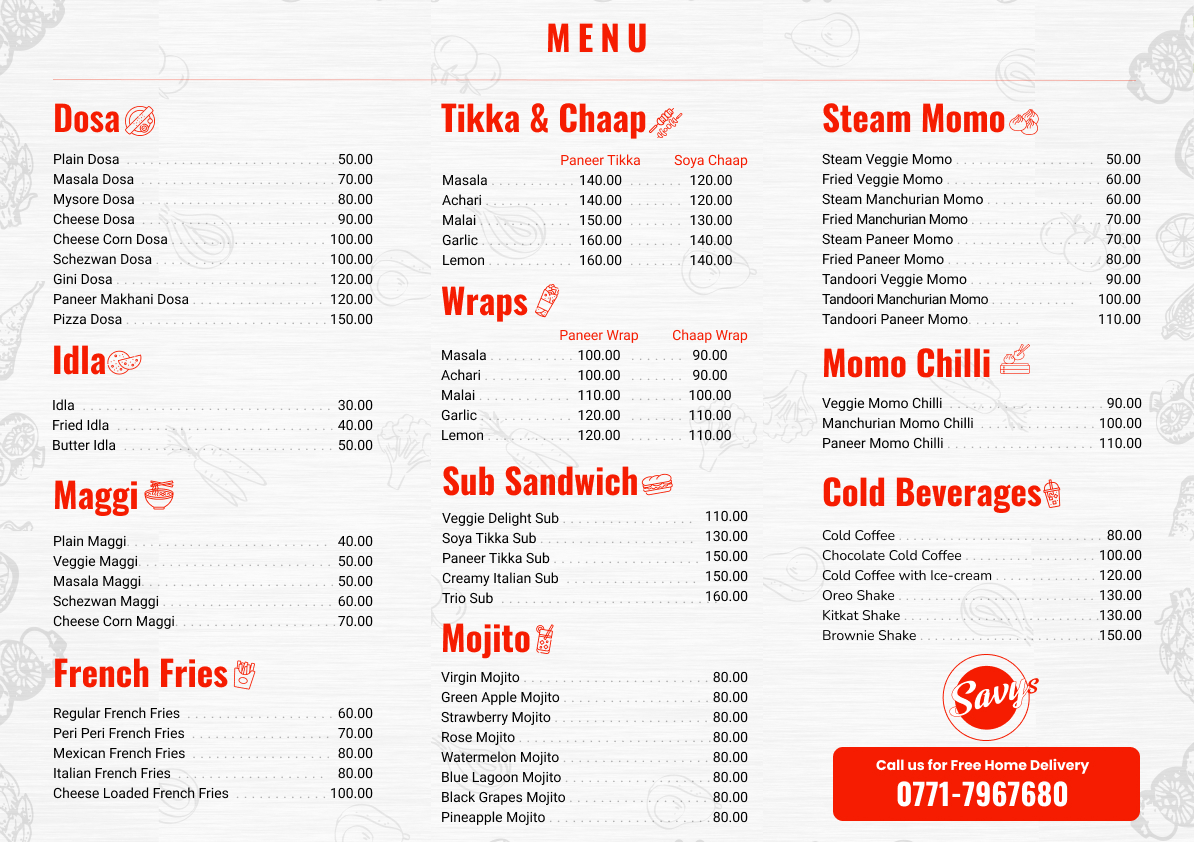 MENU
Dosa
Plain Dosa 50.00
Masala Dosa 70.00
Mysore Dosa 80.00
Cheese Dosa 90.00
Cheese Corn Dosa 100.00
Schezwan Dosa 100.00
Gini Dosa 120.00
Paneer Makhani Dosa 120.00
Pizza Dosa 150.00
Idla
Idla 30.00
Fried Idla 40.00
Butter Idla 50.00
Maggi
Plain Maggi 40.00
Veggie Maggi 50.00
Masala Maggi 50.00
Schezwan Maggi 60.00
Cheese Corn Maggi 70.00
French Fries
Regular French Fries 60.00
Peri Peri French Fries 70.00
Mexican French Fries 80.00
Italian French Fries 80.00
Cheese Loaded French Fries 100.00
Tikka & Chaap
Paneer Tikka Soya Chaap
Masala 140.00 120.00
Achari 140.00 120.00
Malai 150.00 130.00
Garlic 160.00 140.00
Lemon 160.00 140.00
Wraps
Paneer Wrap Chaap Wrap
Masala 100.00 90.00
Achari 100.00 90.00
Malai 110.00 100.00
Garlic 120.00 110.00
Lemon 120.00 110.00
Sub Sandwich
Veggie Delight Sub 110.00
Soya Tikka Sub 130.00
Paneer Tikka Sub 150.00
Creamy Italian Sub 150.00
Trio Sub 160.00
Mojito
Virgin Mojito 80.00
Green Apple Mojito 80.00
Strawberry Mojito 80.00
Rose Mojito 80.00
Watermelon Mojito 80.00
Blue Lagoon Mojito 80.00
Black Grapes Mojito 80.00
Pineapple Mojito 80.00
Steam Momo
Steam Veggie Momo 50.00
Fried Veggie Momo 60.00
Steam Manchurian Momo 60.00
Fried Manchurian Momo 70.00
Steam Paneer Momo 70.00
Fried Paneer Momo 80.00
Tandoori Veggie Momo 90.00
Tandoori Manchurian Momo 100.00
Tandoori Paneer Momo 110.00
Momo Chilli
Veggie Momo Chilli 90.00
Manchurian Momo Chilli 100.00
Paneer Momo Chilli 110.00
Cold Beverages
Cold Coffee 80.00
Chocolate Cold Coffee 100.00
Cold Coffee with Ice-cream 120.00
Oreo Shake 130.00
Kitkat Shake 130.00
Brownie Shake 150.00
Savy's
Call us for Free Home Delivery
0771-7967680